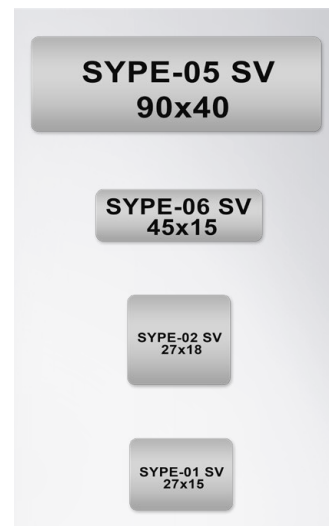 SYPE-05 SV
90x40
SYPE-06 SV
45x15
SYPE-02 SV
27x18
SYPE-01 SV
27x15